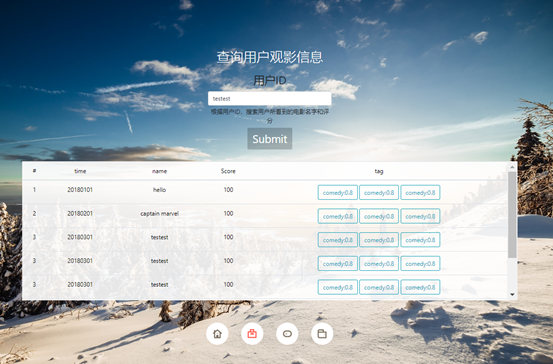 查询用户观影信息
用户ID
testest
根据用户ID，搜索用户所看到的电影名字和评
分
Submit
# time name Score tag
1 20180101 hello 100 comedy:0.8 comedy:0.8 comedy:0.8
2 20180201 captain marvel 100 comedy:0.8 comedy:0.8 comedy:0.8
3 20180301 testest 100 comedy:0.8 comedy:0.8 comedy:0.8
3 20180301 testest 100 comedy:0.8 comedy:0.8 comedy:0.8
3 20180301 testest 100 comedy:0.8 comedy:0.8 comedy:0.8